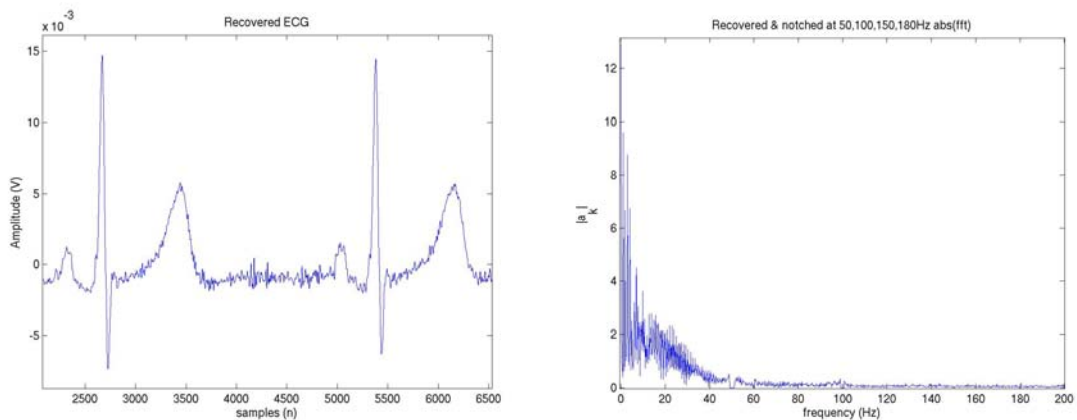 x 10⁻³
Recovered ECG
15
10
5
0
-5
Amplitude (V)
2500 3000 3500 4000 4500 5000 5500 6000 6500
samples (n)
Recovered & notched at 50,100,150,180Hz abs(fft)
12
10
8
6
4
2
0
|a_k|
0 20 40 60 80 100 120 140 160 180 200
frequency (Hz)